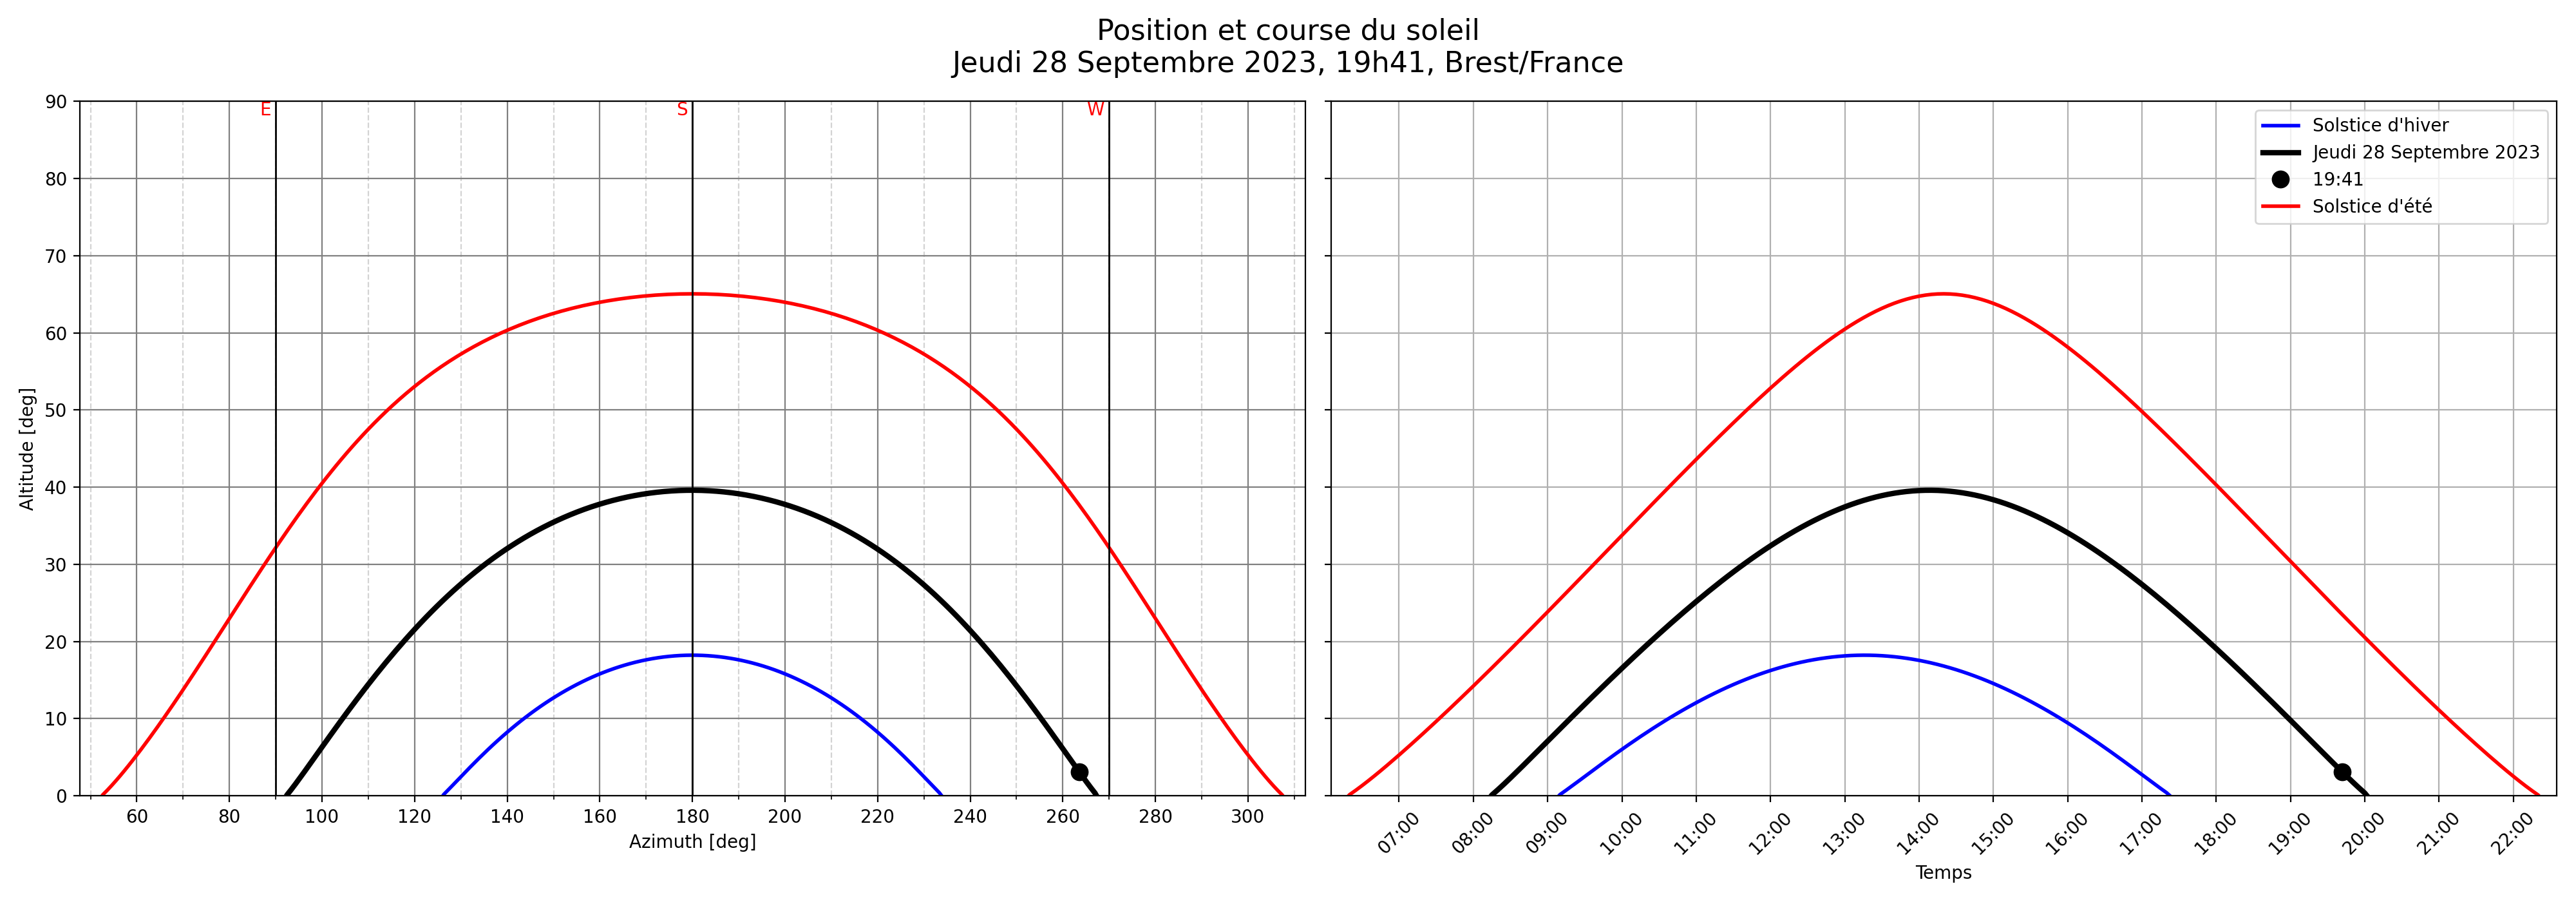 Position et course du soleil
Jeudi 28 Septembre 2023, 19h41, Brest/France
E S W
90
80
70
60
50
40
30
20
10
0
Altitude [deg]
60 80 100 120 140 160 180 200 220 240 260 280 300
Azimuth [deg]
Solstice d'hiver
Jeudi 28 Septembre 2023
19:41
Solstice d'été
07:00 08:00 09:00 10:00 11:00 12:00 13:00 14:00 15:00 16:00 17:00 18:00 19:00 20:00 21:00 22:00
Temps